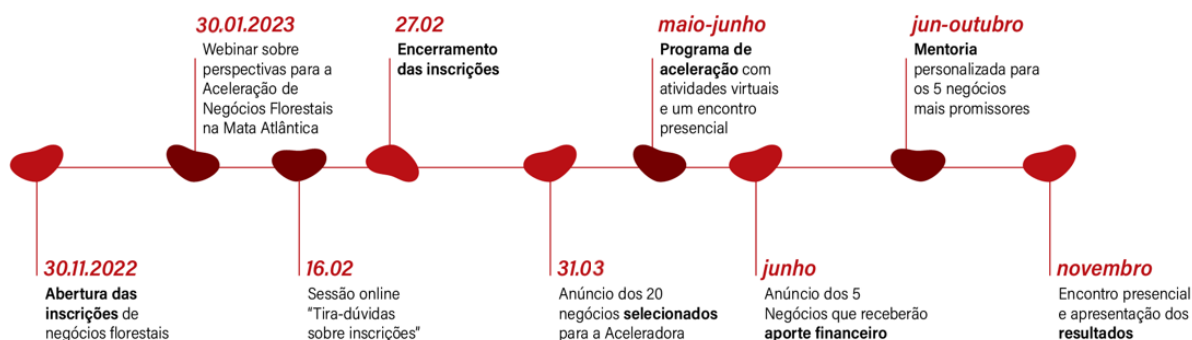 30.01.2023
Webinar sobre
perspectivas para a
Aceleração de
Negócios Florestais
na Mata Atlântica
27.02
Encerramento
das inscrições
maio-junho
Programa de
aceleração com
atividades virtuais
e um encontro
presencial
jun-outubro
Mentoria
personalizada para
os 5 negócios
mais promissores
30.11.2022
Abertura das
inscrições de
negócios florestais
16.02
Sessão online
"Tira-dúvidas
sobre inscrições"
31.03
Anúncio dos 20
negócios selecionados
para a Aceleradora
junho
Anúncio dos 5
Negócios que receberão
aporte financeiro
novembro
Encontro presencial
e apresentação dos
resultados